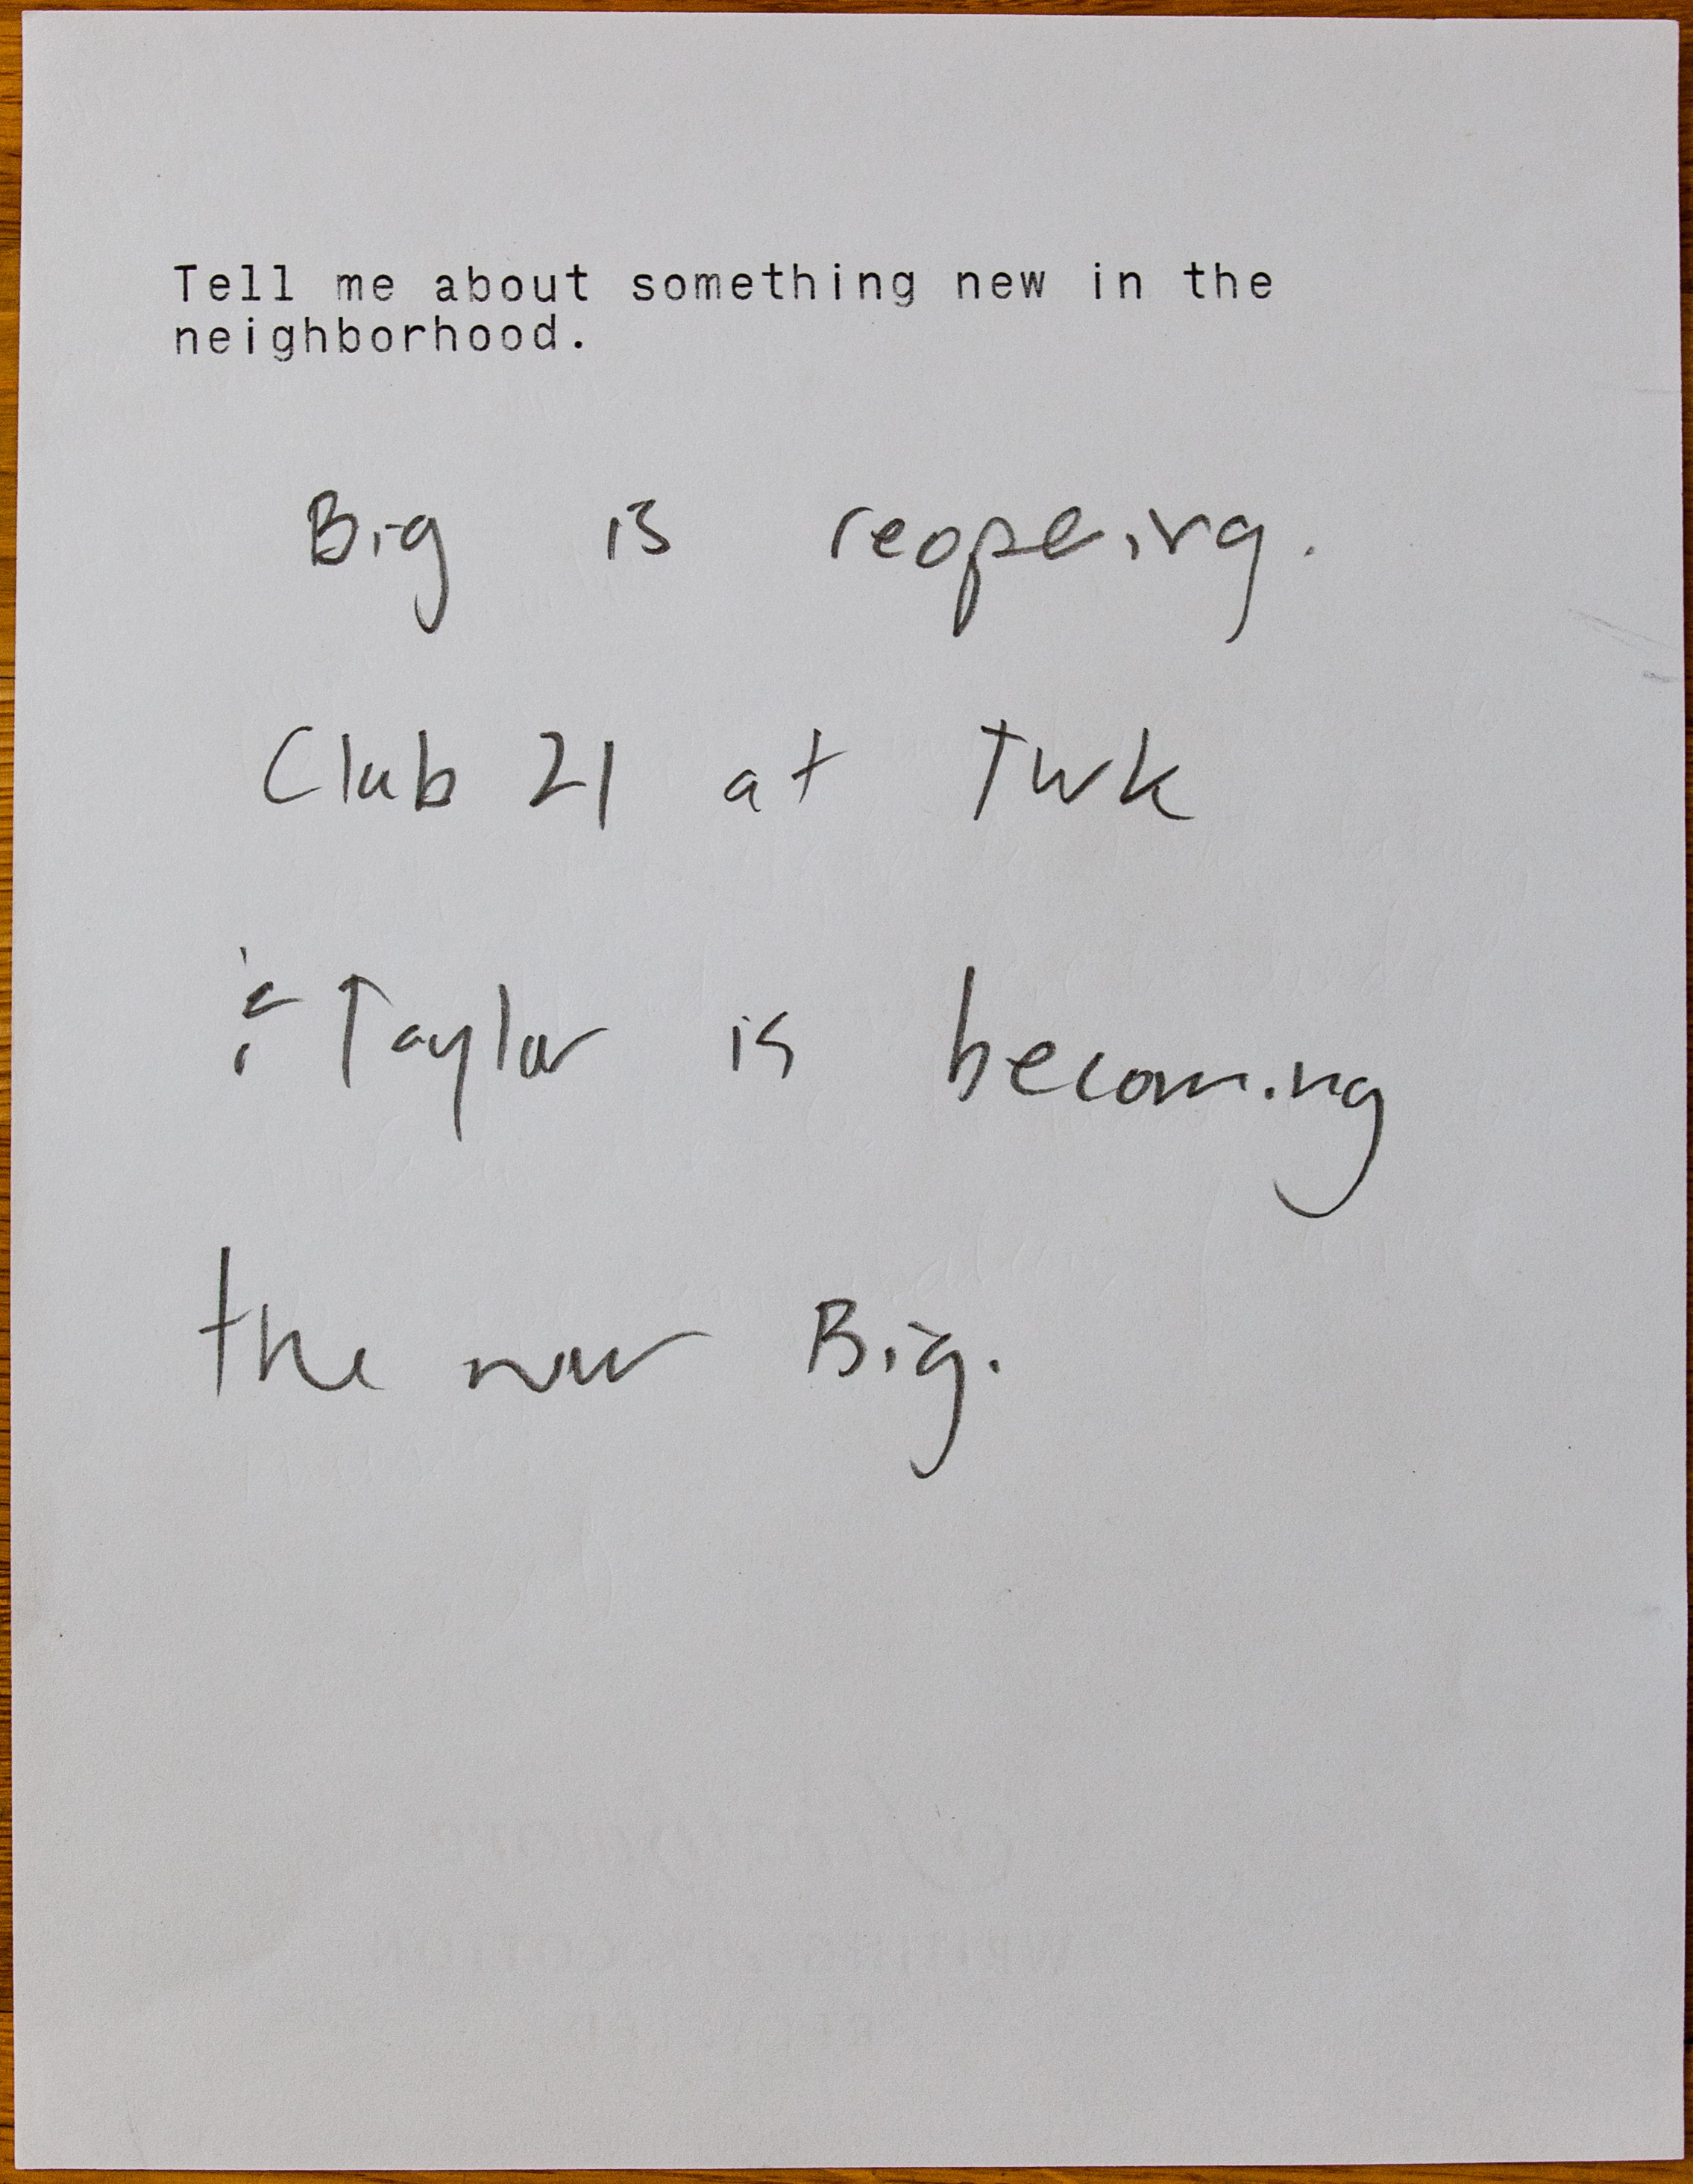 Tell me about something new in the
neighborhood.
Big is reopening.
Club 21 at Turk
& Taylor is becoming
the new Big.